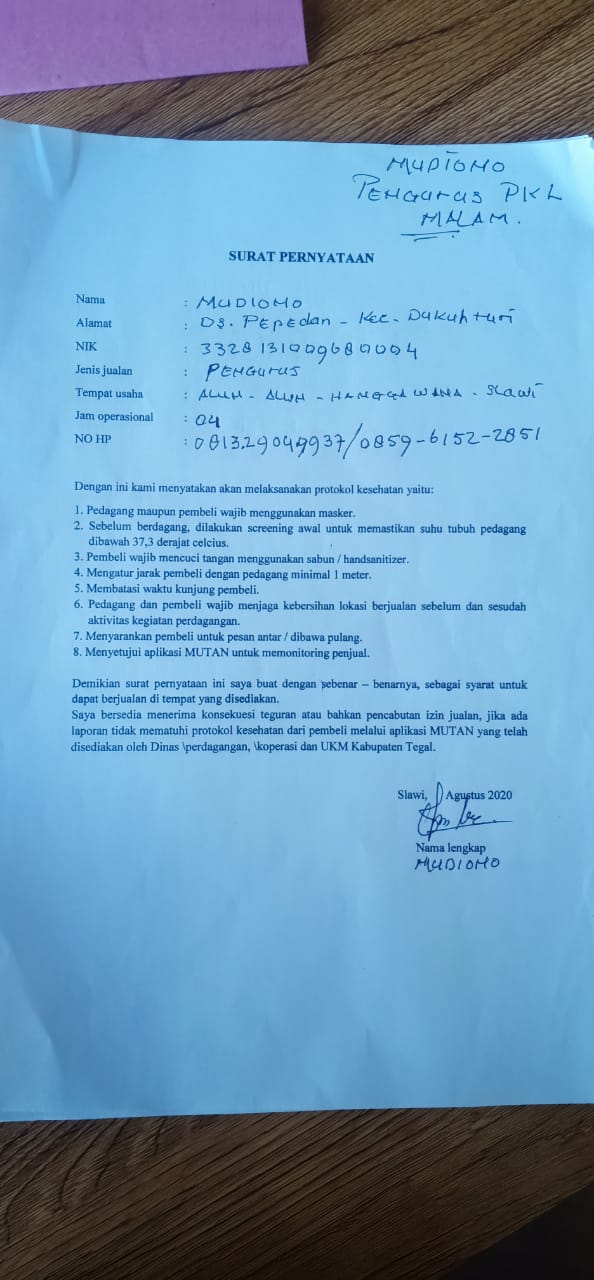 MUDIONO
PENGURUS PKL
MALAM.
SURAT PERNYATAAN
Nama : MUDIONO
Alamat : DS. PEPEDAN - KEC. DUKUHTURI
NIK :
Jenis jualan : PENGURUS
Tempat usaha : ALUN - ALUN - HANGGAWANA - SLAWI
Jam operasional : 04
NO HP : /0859-6152-2851
Dengan ini kami menyatakan akan melaksanakan protokol kesehatan yaitu:
1. Pedagang maupun pembeli wajib menggunakan masker.
2. Sebelum berdagang, dilakukan screening awal untuk memastikan suhu tubuh pedagang
dibawah 37,3 derajat celcius.
3. Pembeli wajib mencuci tangan menggunakan sabun / handsanitizer.
4. Mengatur jarak pembeli dengan pedagang minimal 1 meter.
5. Membatasi waktu kunjung pembeli.
6. Pedagang dan pembeli wajib menjaga kebersihan lokasi berjualan sebelum dan sesudah
aktivitas kegiatan perdagangan.
7. Menyarankan pembeli untuk pesan antar / dibawa pulang.
8. Menyetujui aplikasi MUTAN untuk memonitoring penjual.
Demikian surat pernyataan ini saya buat dengan sebenar – benarnya, sebagai syarat untuk
dapat berjualan di tempat yang disediakan.
Saya bersedia menerima konsekuesi teguran atau bahkan pencabutan izin jualan, jika ada
laporan tidak mematuhi protokol kesehatan dari pembeli melalui aplikasi MUTAN yang telah
disediakan oleh Dinas \perdagangan, \koperasi dan UKM Kabupaten Tegal.
Slawi, Agustus 2020
Nama lengkap
MUDIONO